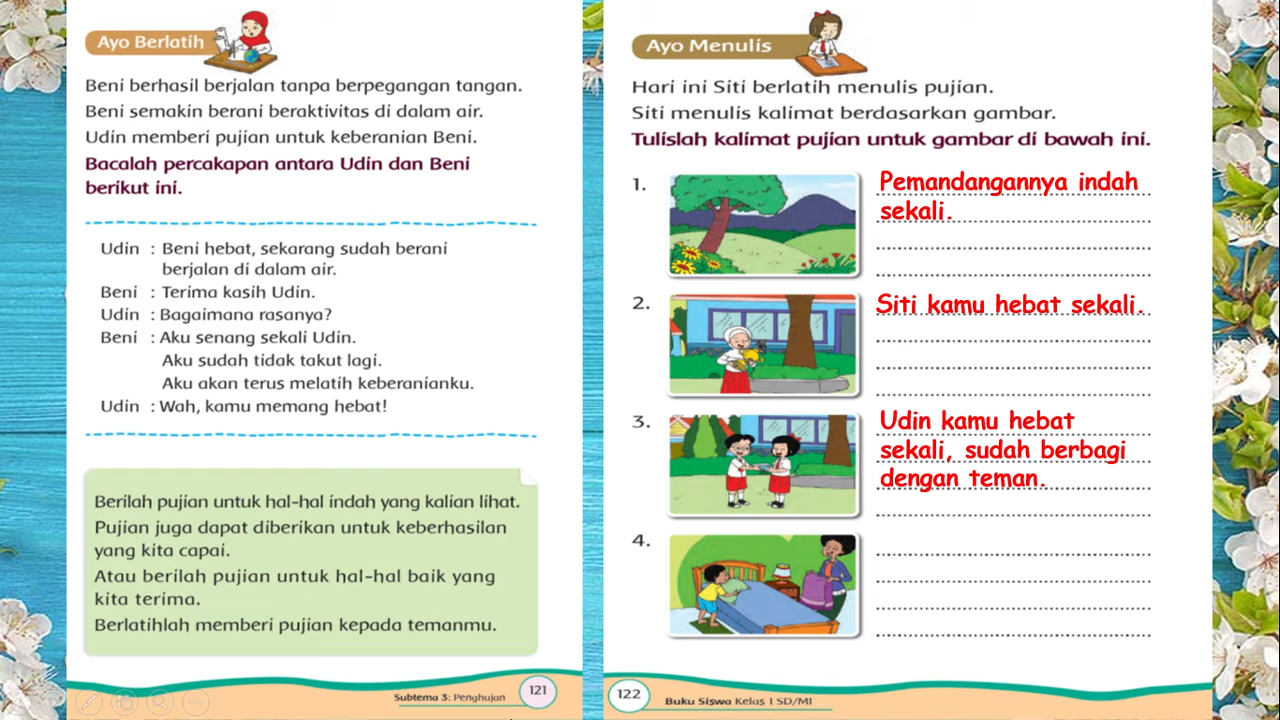 Ayo Berlatih
Beni berhasil berjalan tanpa berpegangan tangan.
Beni semakin berani beraktivitas di dalam air.
Udin memberi pujian untuk keberanian Beni.
Bacalah percakapan antara Udin dan Beni
berikut ini.
Udin : Beni hebat, sekarang sudah berani
berjalan di dalam air.
Beni : Terima kasih Udin.
Udin : Bagaimana rasanya?
Beni : Aku senang sekali Udin.
Aku sudah tidak takut lagi.
Aku akan terus melatih keberanianku.
Udin : Wah, kamu memang hebat!
Berilah pujian untuk hal-hal indah yang kalian lihat.
Pujian juga dapat diberikan untuk keberhasilan
yang kita capai.
Atau berilah pujian untuk hal-hal baik yang
kita terima.
Berlatihlah memberi pujian kepada temanmu.
Subtema 3: Penghujan 121
Ayo Menulis
Hari ini Siti berlatih menulis pujian.
Siti menulis kalimat berdasarkan gambar.
Tulislah kalimat pujian untuk gambar di bawah ini.
1. Pemandangannya indah
sekali.
2. Siti kamu hebat sekali.
3. Udin kamu hebat
sekali, sudah berbagi
dengan teman.
4.
122 Buku Siswa Kelas 1 SD/MI